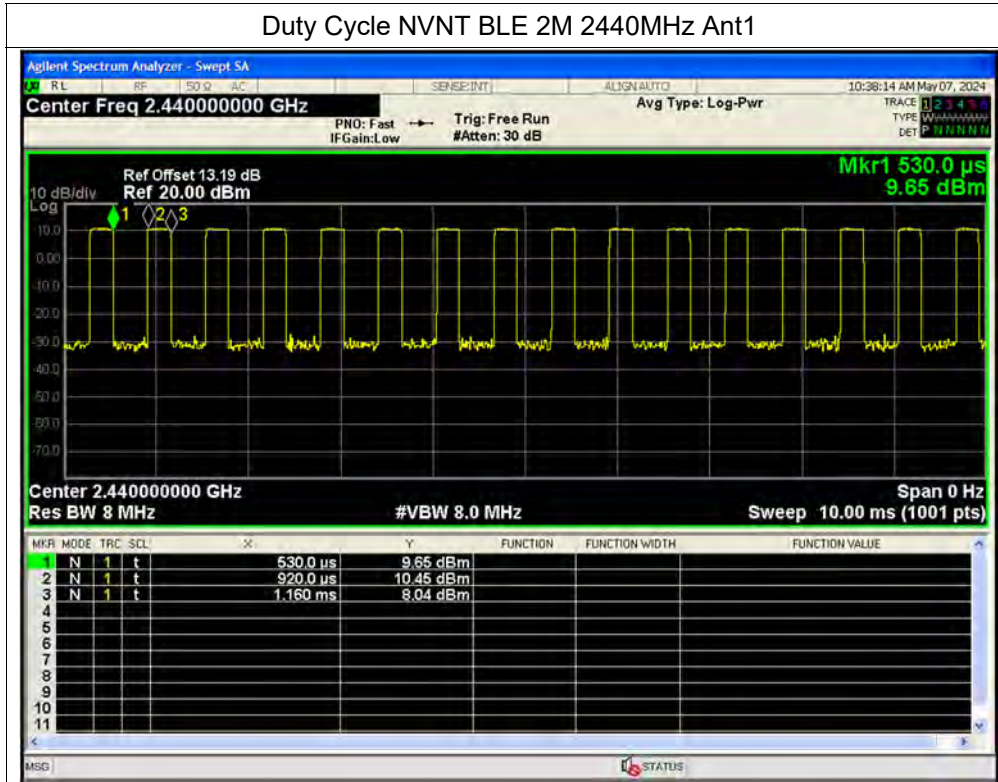 Duty Cycle NVNT BLE 2M 2440MHz Ant1
Agilent Spectrum Analyzer - Swept SA
RL RF 50 Ω AC SENSE:INT ALIGNAUTO 10:38:14 AM May 07, 2024
Center Freq 2.440000000 GHz Avg Type: Log-Pwr TRACE 1 2 3 4 5 6
PNO: Fast Trig: Free Run TYPE W
IFGain:Low #Atten: 30 dB DET P N N N N N
Mkr1 530.0 µs
Ref Offset 13.19 dB
10 dB/div Ref 20.00 dBm 9.65 dBm
Log
1 2 3
10.0
0.00
-10.0
-20.0
-30.0
-40.0
-50.0
-60.0
-70.0
Center 2.440000000 GHz Span 0 Hz
Res BW 8 MHz #VBW 8.0 MHz Sweep 10.00 ms (1001 pts)
MKR MODE TRC SCL X Y FUNCTION FUNCTION WIDTH FUNCTION VALUE
1 N 1 t 530.0 µs 9.65 dBm
2 N 1 t 920.0 µs 10.45 dBm
3 N 1 t 1.160 ms 8.04 dBm
4
5
6
7
8
9
10
11
MSG STATUS